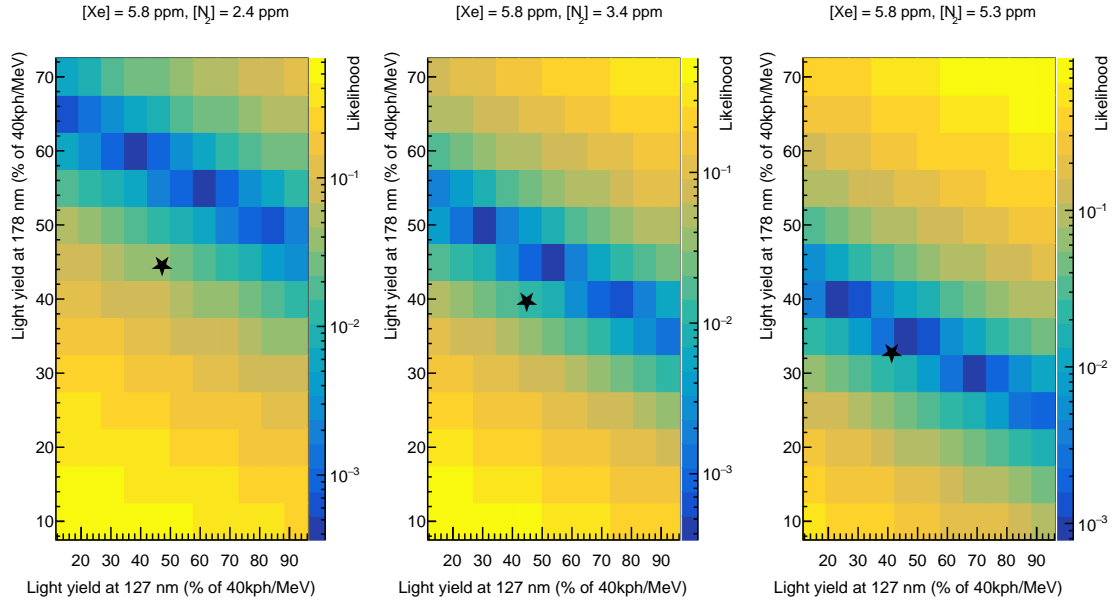 [Xe] = 5.8 ppm, [N₂] = 2.4 ppm
70
60
50
40
30
20
10
20 30 40 50 60 70 80 90
Light yield at 178 nm (% of 40kph/MeV)
Light yield at 127 nm (% of 40kph/MeV)
Likelihood
10⁻¹
10⁻²
10⁻³
[Xe] = 5.8 ppm, [N₂] = 3.4 ppm
70
60
50
40
30
20
10
20 30 40 50 60 70 80 90
Light yield at 178 nm (% of 40kph/MeV)
Light yield at 127 nm (% of 40kph/MeV)
Likelihood
10⁻¹
10⁻²
10⁻³
[Xe] = 5.8 ppm, [N₂] = 5.3 ppm
70
60
50
40
30
20
10
20 30 40 50 60 70 80 90
Light yield at 178 nm (% of 40kph/MeV)
Light yield at 127 nm (% of 40kph/MeV)
Likelihood
10⁻¹
10⁻²
10⁻³